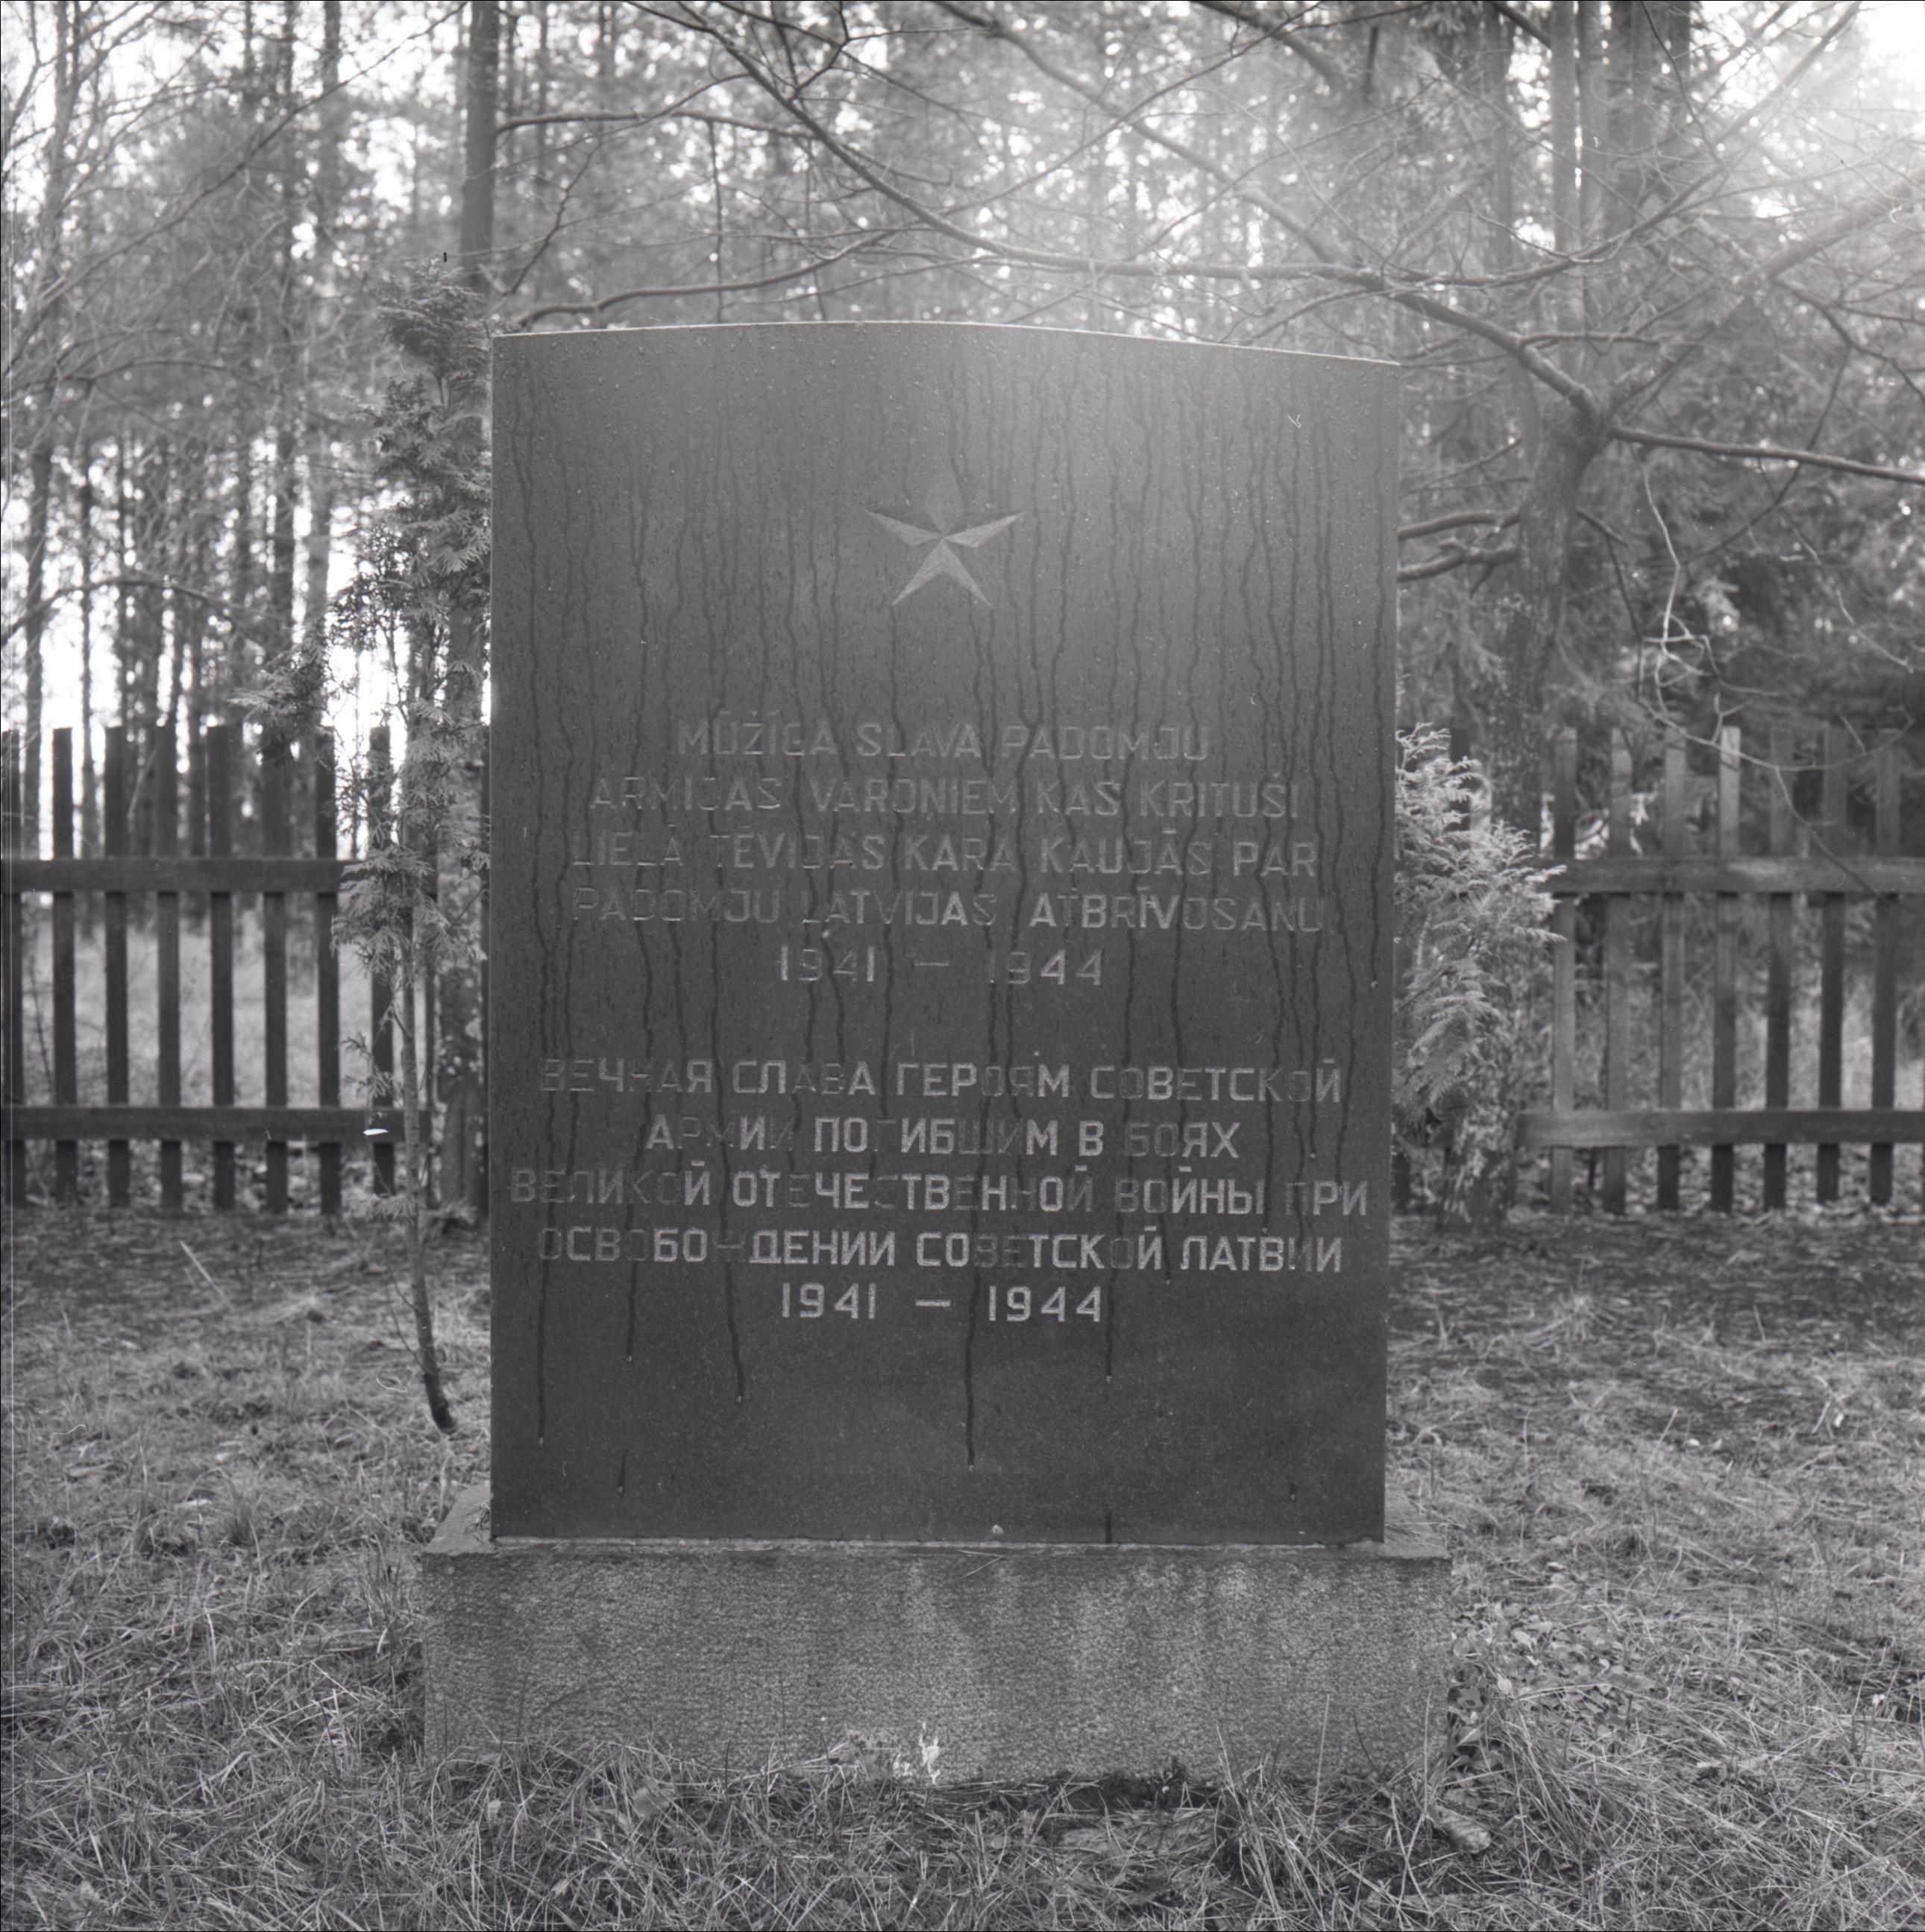 MŪŽĪGA SLAVA PADOMJU
ARMIJAS VAROŅIEM KAS KRITUŠI
LIELĀ TĒVIJAS KARA KAUJĀS PAR
PADOMJU LATVIJAS ATBRĪVOŠANU
1941 — 1944
ВЕЧНАЯ СЛАВА ГЕРОЯМ СОВЕТСКОЙ
АРМИИ ПОГИБШИМ В БОЯХ
ВЕЛИКОЙ ОТЕЧЕСТВЕННОЙ ВОЙНЫ ПРИ
ОСВОБОЖДЕНИИ СОВЕТСКОЙ ЛАТВИИ
1941 — 1944